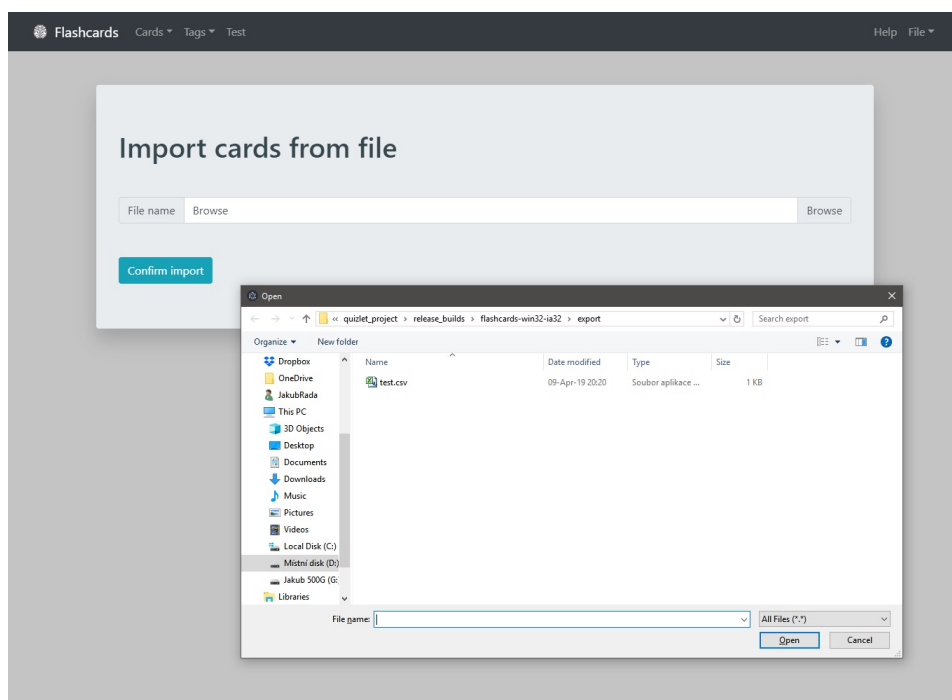 Flashcards Cards Tags Test Help File
Import cards from file
File name Browse Browse
Confirm import
Open
« quizlet_project › release_builds › flashcards-win32-ia32 › export Search export
Organize New folder
Name Date modified Type Size
test.csv 09-Apr-19 20:20 Soubor aplikace ... 1 KB
Dropbox
OneDrive
JakubRada
This PC
3D Objects
Desktop
Documents
Downloads
Music
Pictures
Videos
Local Disk (C:)
Místní disk (D:)
Jakub 500G (G:
Libraries
File name: All Files (*.*)
Open Cancel